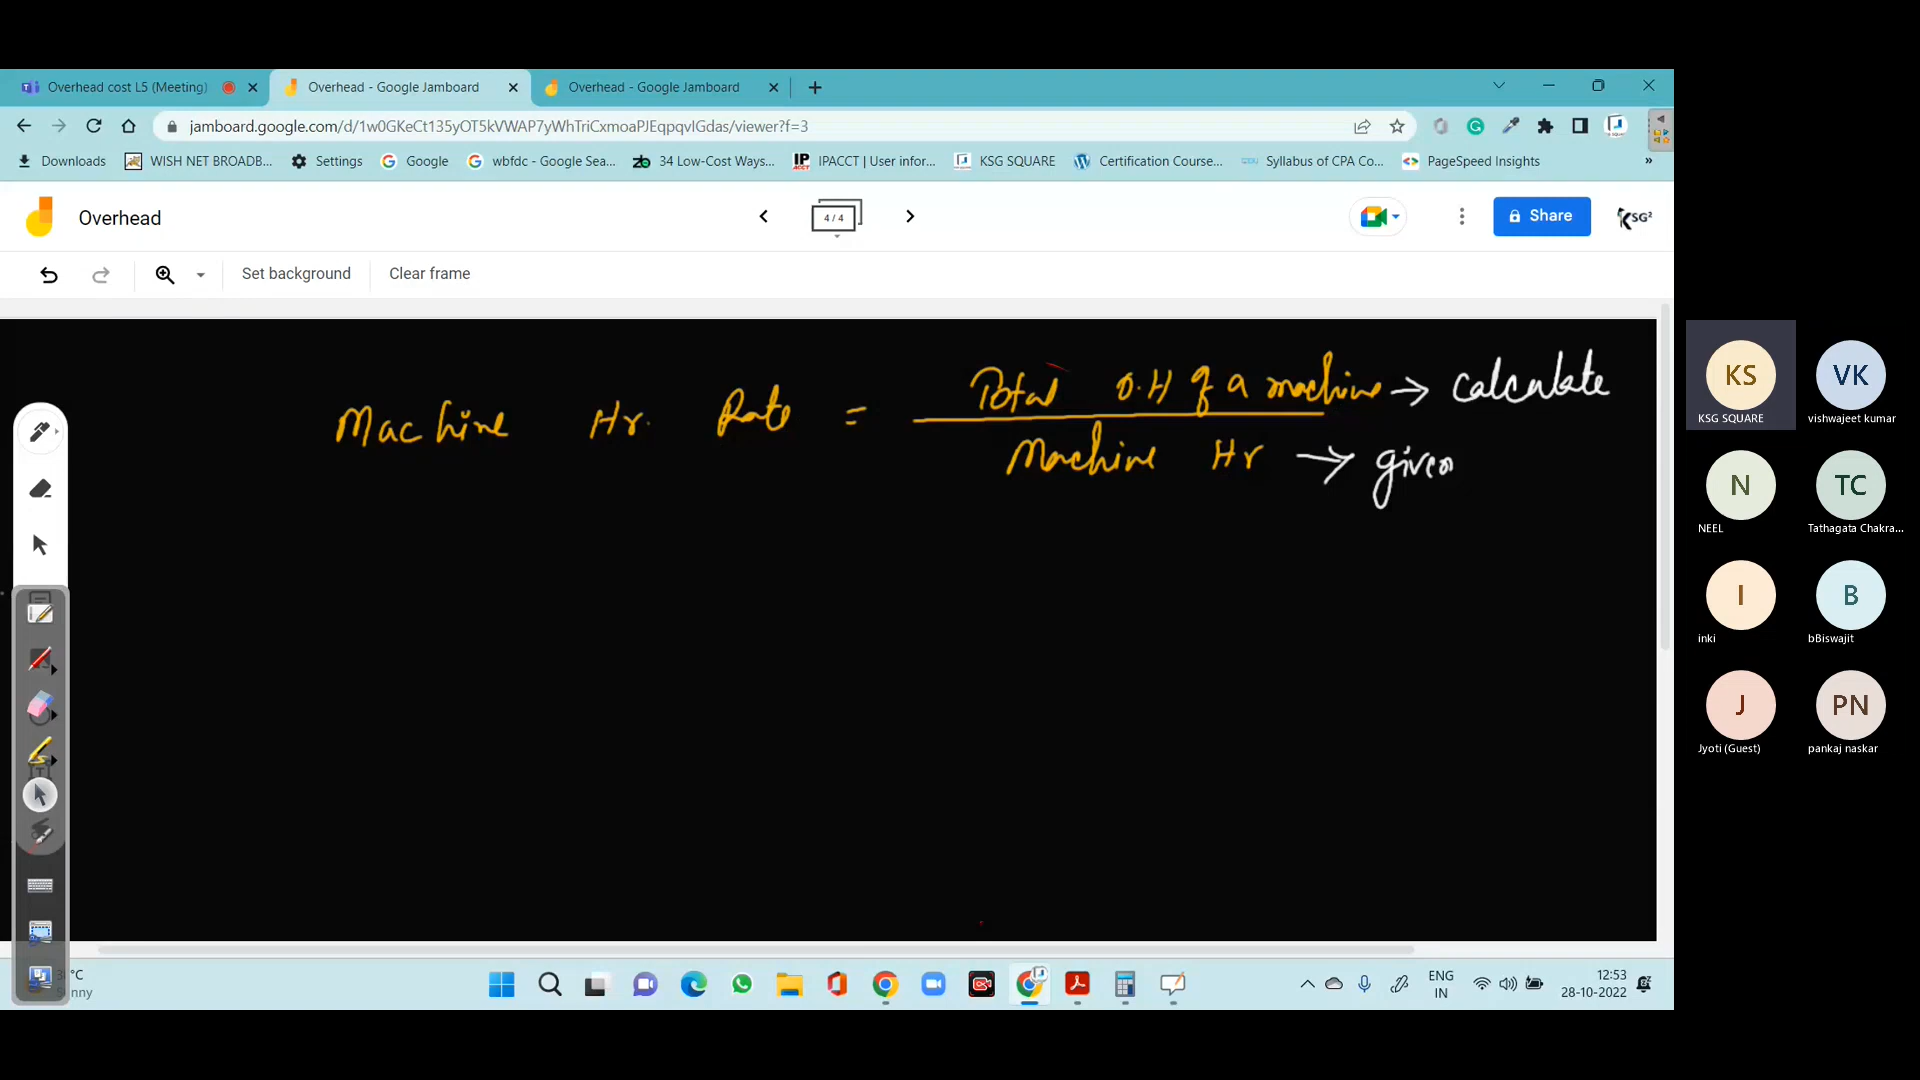 Overhead cost L5 (Meeting)
Overhead - Google Jamboard
Overhead - Google Jamboard
jamboard.google.com/d/1w0GKeCt135yOT5kVWAP7yWhTriCxmoaPJEqpqvIGdas/viewer?f=3
Downloads WISH NET BROADB... Settings Google wbfdc - Google Sea... 34 Low-Cost Ways... IPACCT | User infor... KSG SQUARE Certification Course... Syllabus of CPA Co... PageSpeed Insights »
Overhead
4 / 4
Share
KSG²
Set background Clear frame
Total O.H of a machine → calculate
Machine Hr. Rate =
Machine Hr → given
KS VK
KSG SQUARE vishwajeet kumar
N TC
NEEL Tathagata Chakra...
I B
inki bBiswajit
J PN
Jyoti (Guest) pankaj naskar
°C
ENG
IN
12:53
28-10-2022